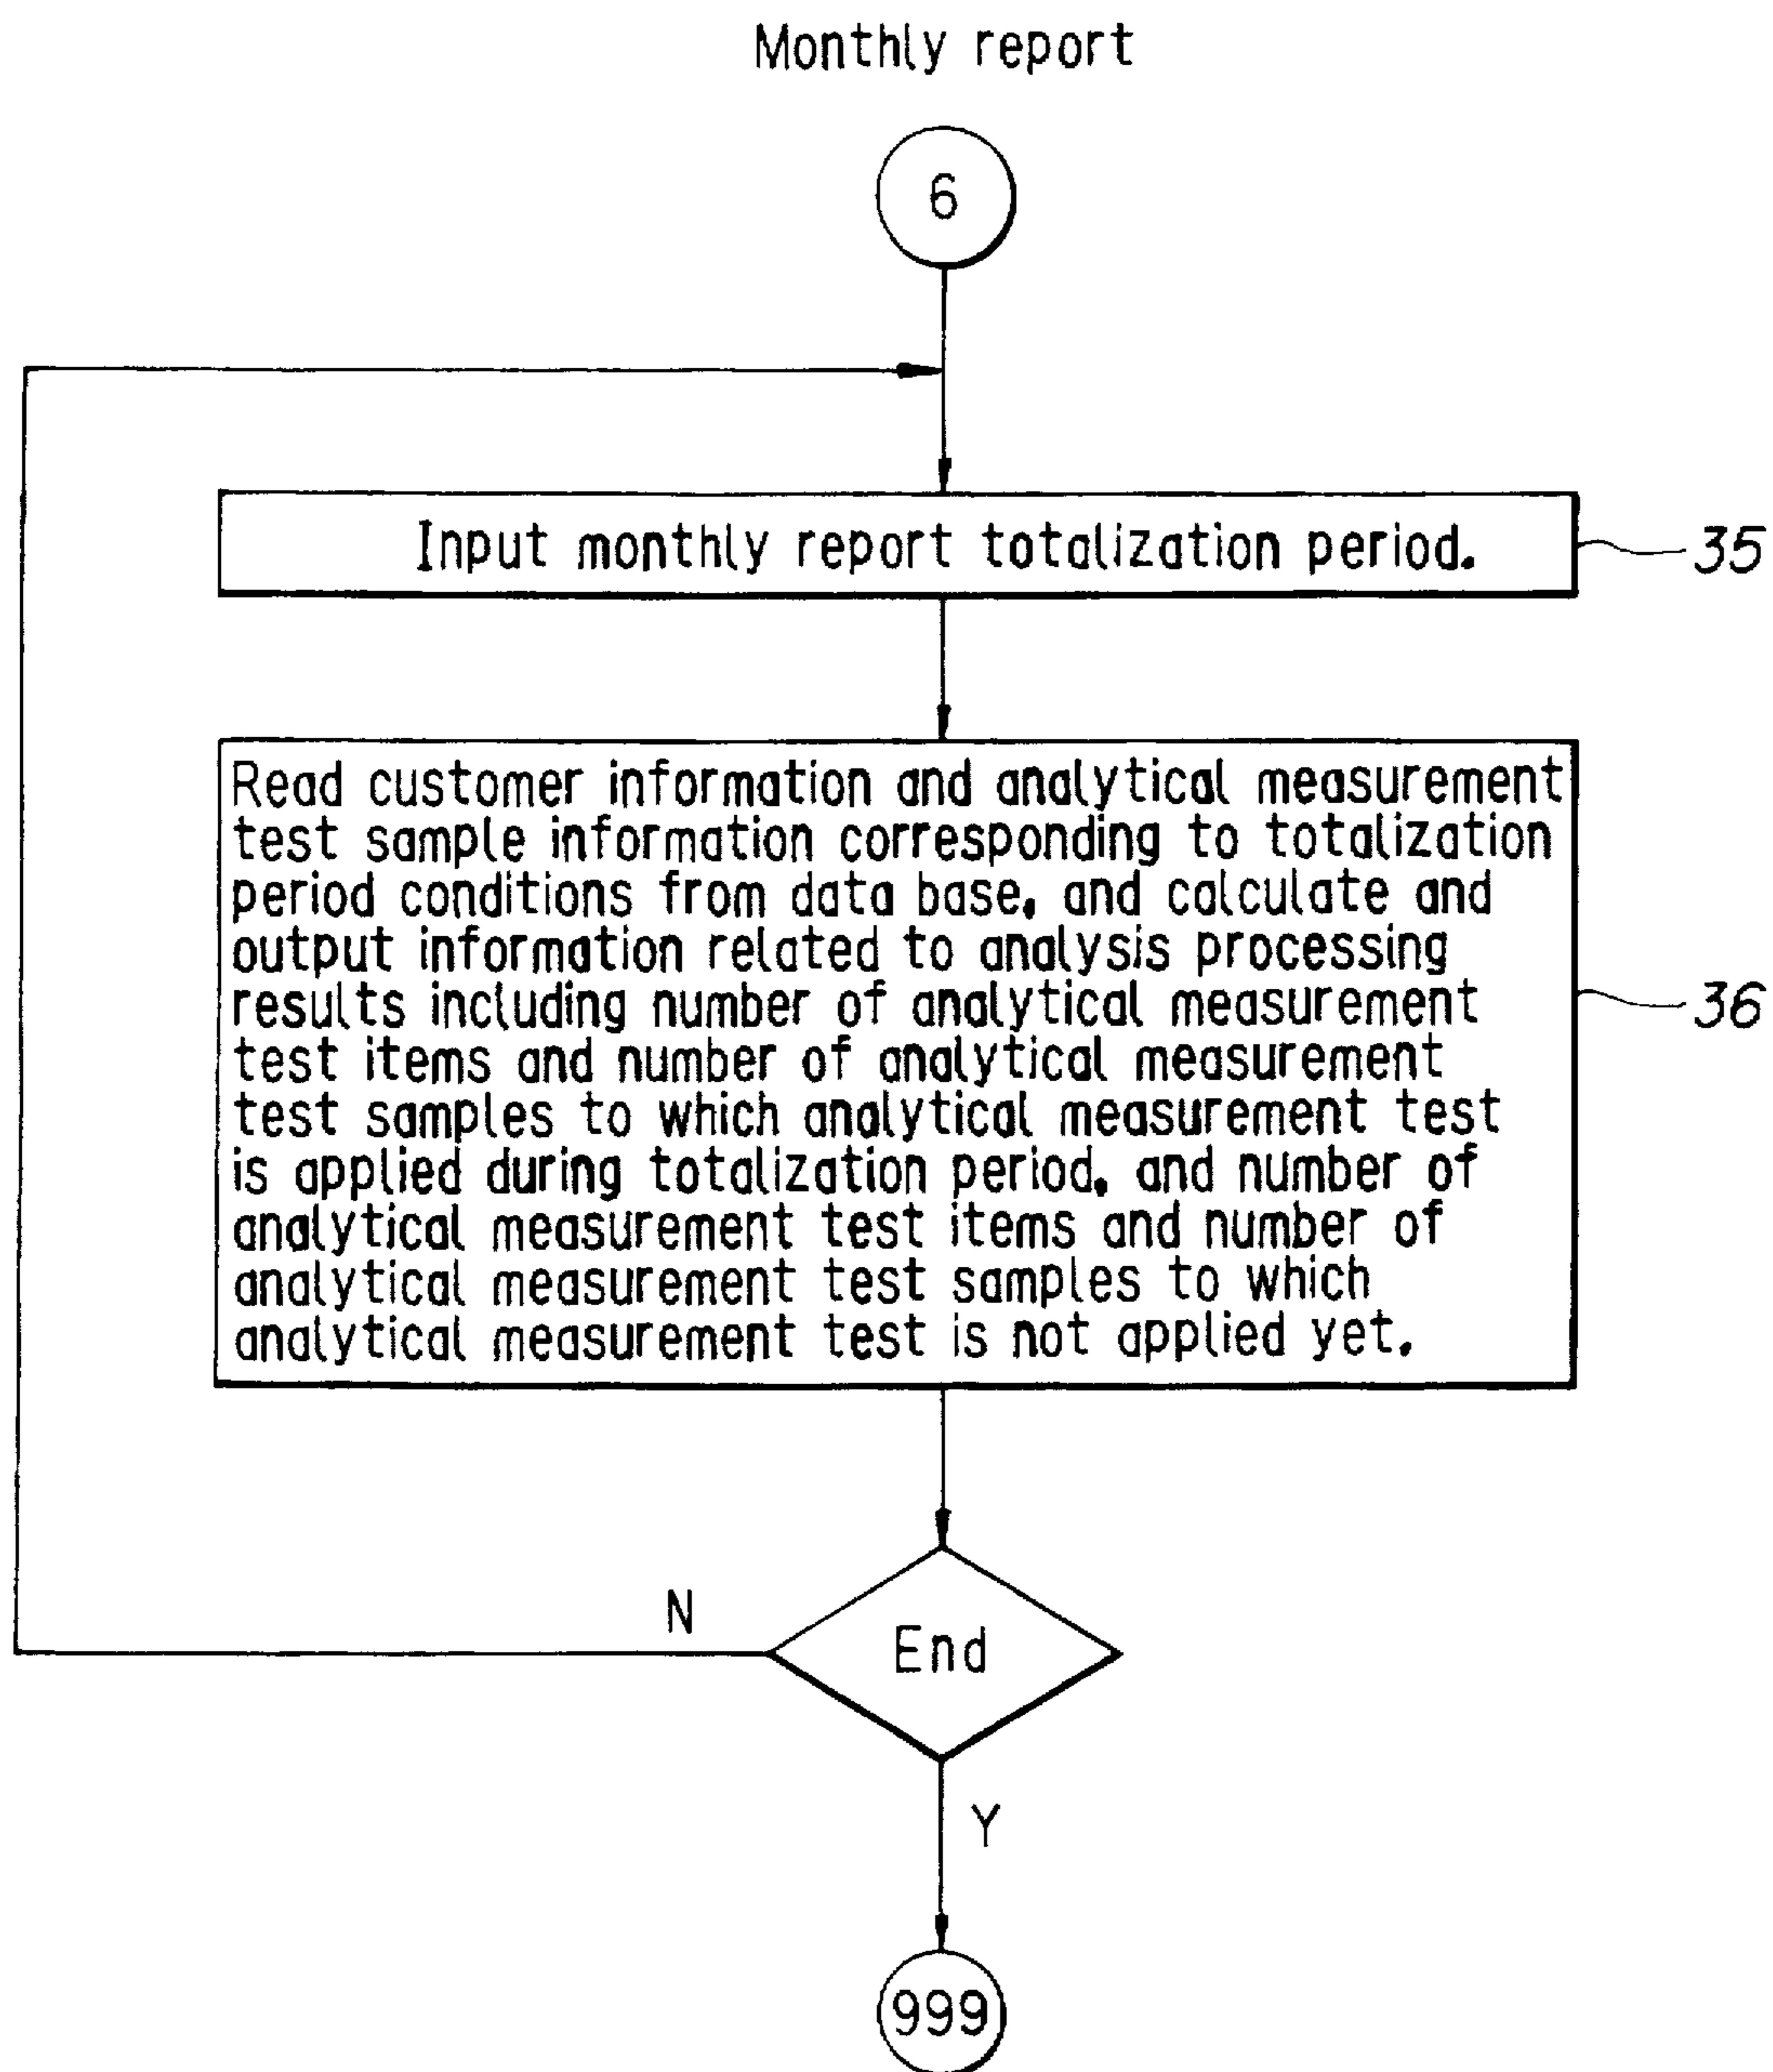 Monthly report
6
Input monthly report totalization period.
35
Read customer information and analytical measurement
test sample information corresponding to totalization
period conditions from data base, and calculate and
output information related to analysis processing
results including number of analytical measurement
test items and number of analytical measurement
test samples to which analytical measurement test
is applied during totalization period, and number of
analytical measurement test items and number of
analytical measurement test samples to which
analytical measurement test is not applied yet.
36
N
End
Y
999